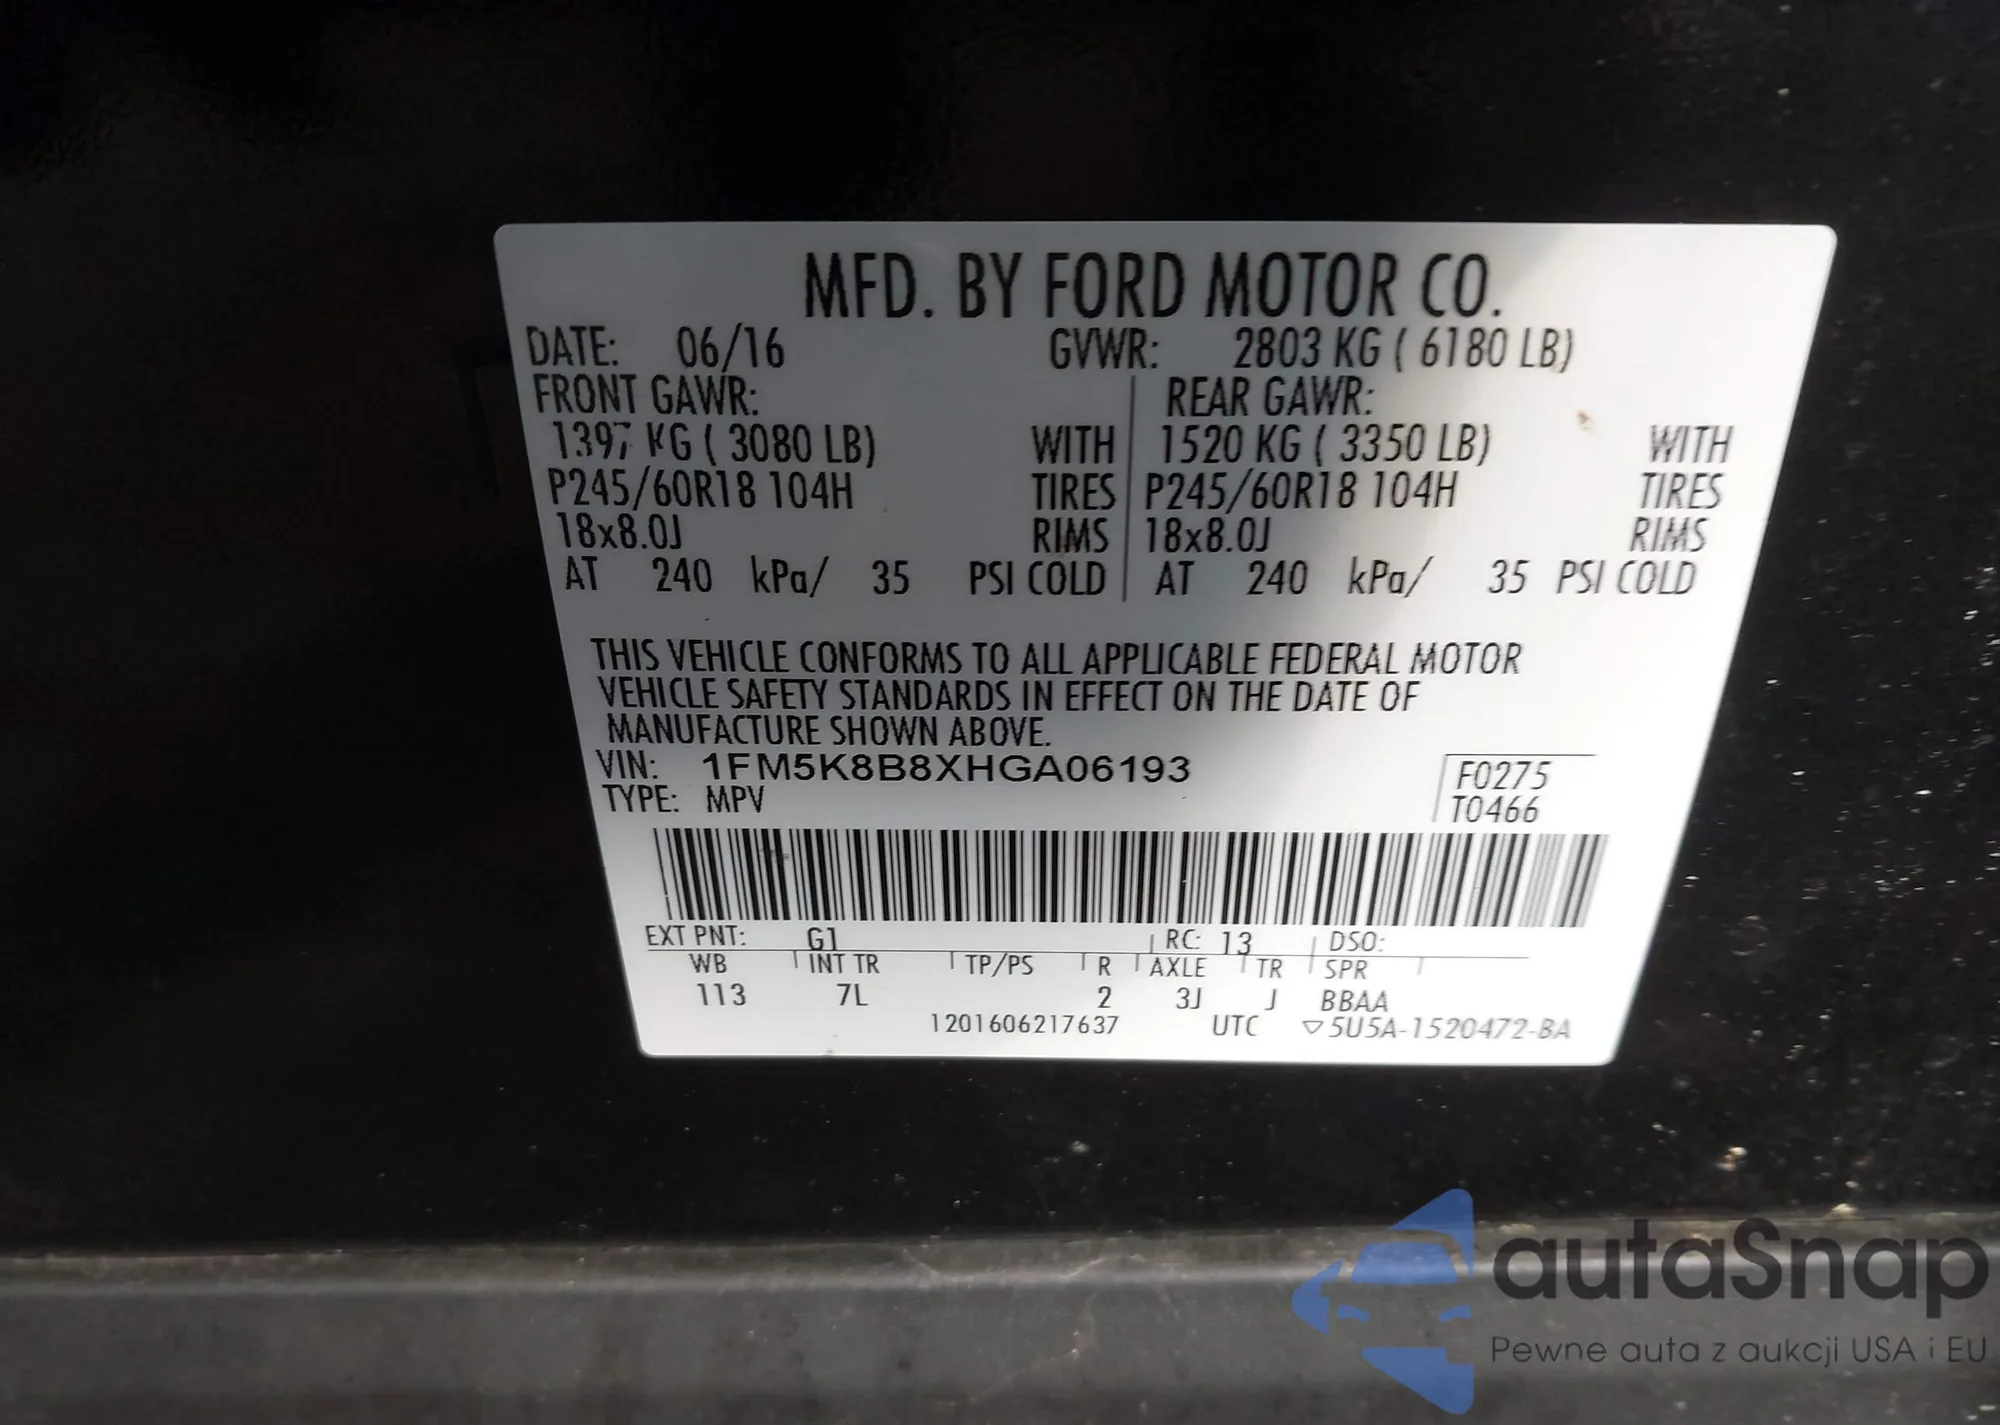 MFD. BY FORD MOTOR CO.
DATE: 06/16 GVWR: 2803 KG ( 6180 LB)
FRONT GAWR: REAR GAWR:
1397 KG ( 3080 LB) WITH 1520 KG ( 3350 LB) WITH
P245/60R18 104H TIRES P245/60R18 104H TIRES
18x8.0J RIMS 18x8.0J RIMS
AT 240 kPa/ 35 PSI COLD AT 240 kPa/ 35 PSI COLD
THIS VEHICLE CONFORMS TO ALL APPLICABLE FEDERAL MOTOR
VEHICLE SAFETY STANDARDS IN EFFECT ON THE DATE OF
MANUFACTURE SHOWN ABOVE.
VIN: 1FM5K8B8XHGA06193 F0275
TYPE: MPV T0466
EXT PNT: G1 RC: 13 DSO:
WB INT TR TP/PS R AXLE TR SPR
113 7L 2 3J J BBAA
1201606217637 UTC ▽5U5A-1520472-BA
autaSnap
Pewne auta z aukcji USA i EU